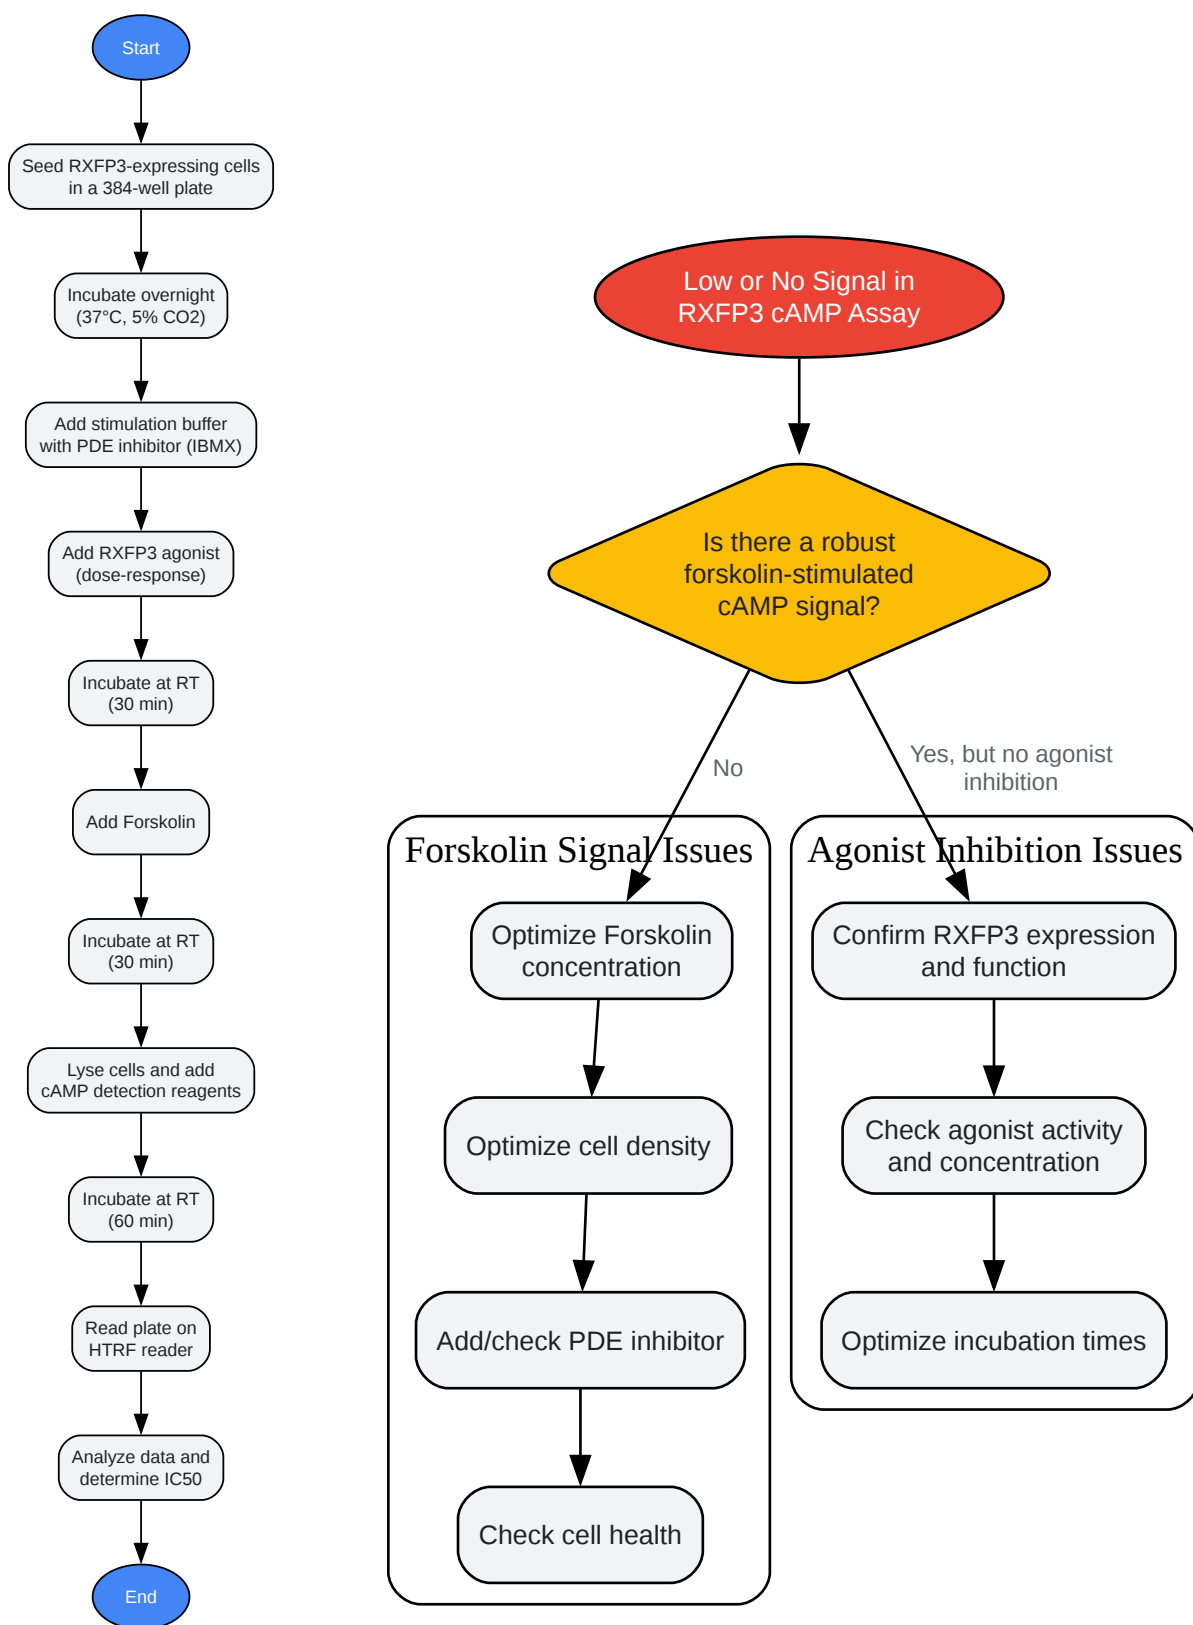 Start
Seed RXFP3-expressing cells
in a 384-well plate
Incubate overnight
(37°C, 5% CO2)
Add stimulation buffer
with PDE inhibitor (IBMX)
Add RXFP3 agonist
(dose-response)
Incubate at RT
(30 min)
Add Forskolin
Incubate at RT
(30 min)
Lyse cells and add
cAMP detection reagents
Incubate at RT
(60 min)
Read plate on
HTRF reader
Analyze data and
determine IC50
End
Low or No Signal in
RXFP3 cAMP Assay
Is there a robust
forskolin-stimulated
cAMP signal?
No
Yes, but no agonist
inhibition
Forskolin Signal Issues
Optimize Forskolin
concentration
Optimize cell density
Add/check PDE inhibitor
Check cell health
Agonist Inhibition Issues
Confirm RXFP3 expression
and function
Check agonist activity
and concentration
Optimize incubation times